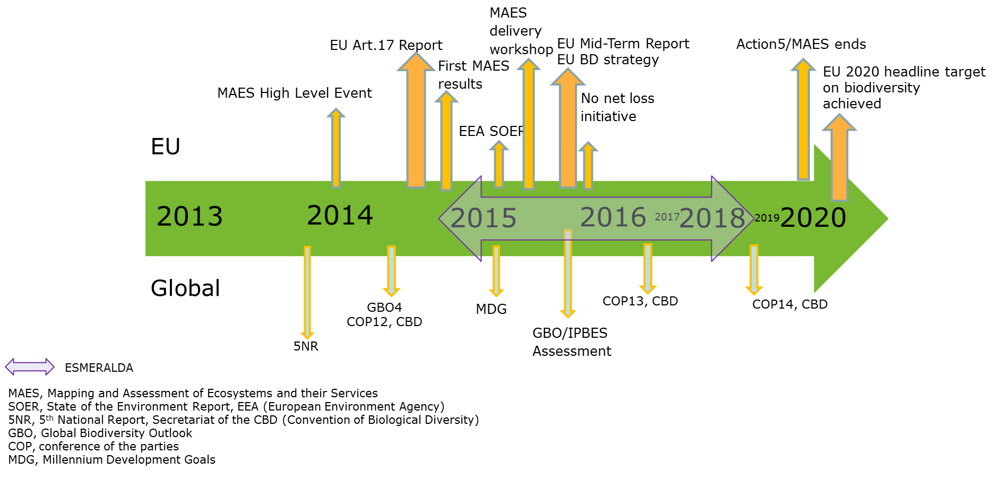 MAES
delivery
workshop
EU Art.17 Report
EU Mid-Term Report
EU BD strategy
Action5/MAES ends
First MAES
results
EU 2020 headline target
on biodiversity
achieved
MAES High Level Event
No net loss
initiative
EEA SOER
EU
2013
2014
2015
2016
2017
2018
2019
2020
Global
GBO4
COP12, CBD
MDG
COP13, CBD
COP14, CBD
5NR
GBO/IPBES
Assessment
ESMERALDA
MAES, Mapping and Assessment of Ecosystems and their Services
SOER, State of the Environment Report, EEA (European Environment Agency)
5NR, 5th National Report, Secretariat of the CBD (Convention of Biological Diversity)
GBO, Global Biodiversity Outlook
COP, conference of the parties
MDG, Millennium Development Goals